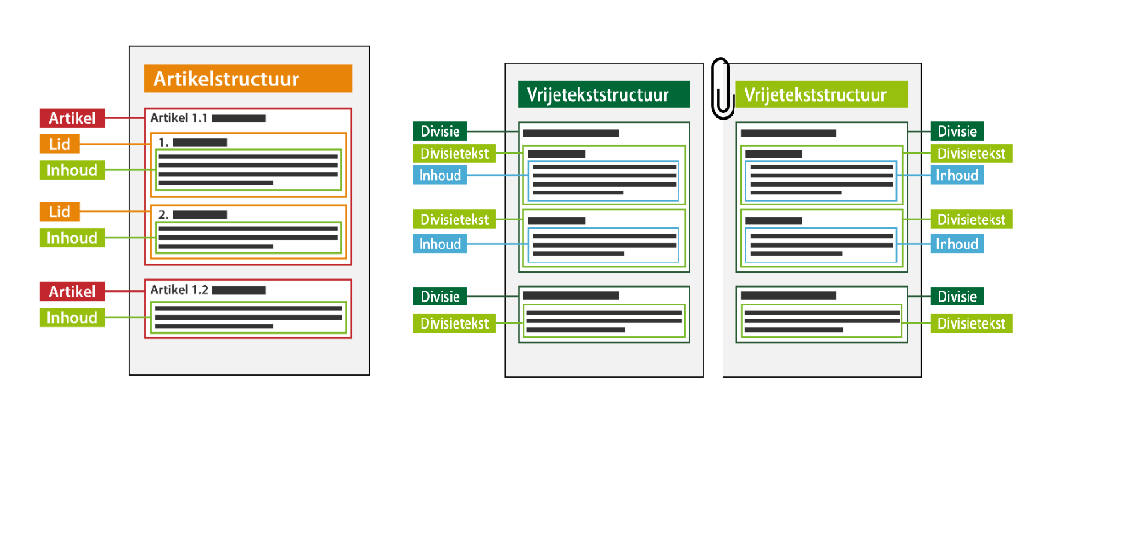 Artikelstructuur
Artikel
Artikel 1.1
Lid
1.
Inhoud
Lid
2.
Inhoud
Artikel
Artikel 1.2
Inhoud
Vrijetekststructuur
Divisie
Divisietekst
Inhoud
Divisietekst
Inhoud
Divisie
Divisietekst
Vrijetekststructuur
Divisie
Divisietekst
Inhoud
Divisietekst
Inhoud
Divisie
Divisietekst